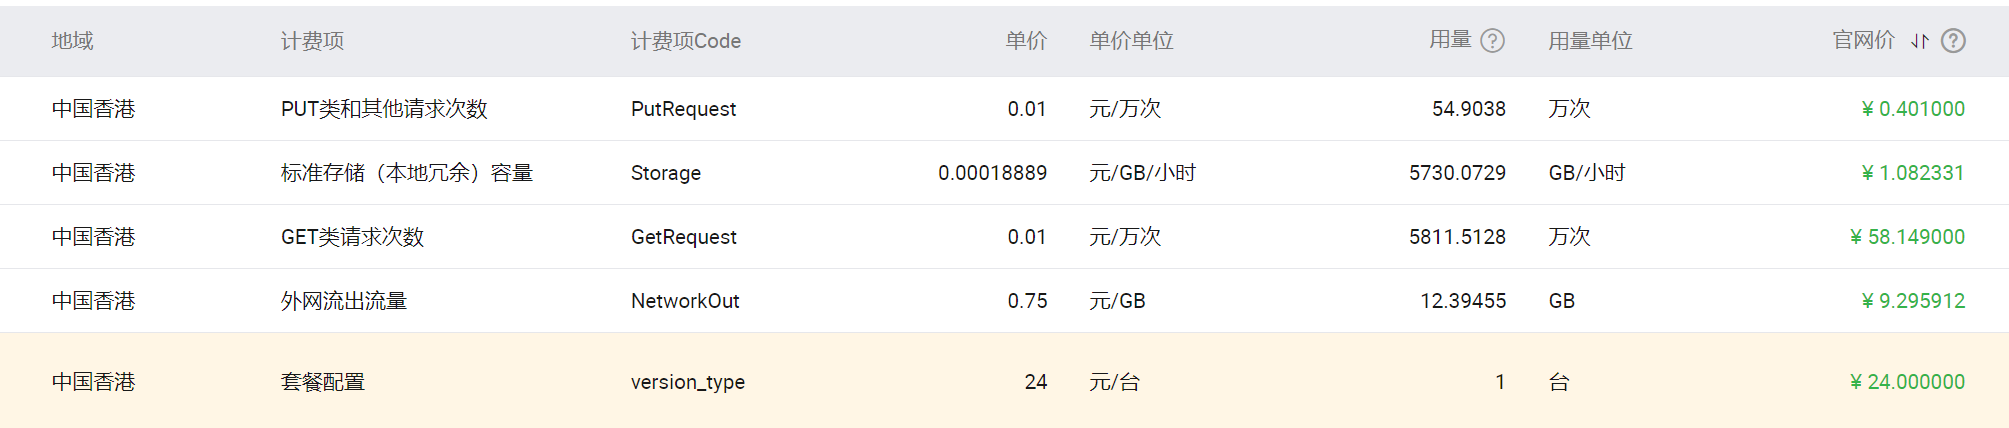 地域 计费项 计费项Code 单价 单价单位 用量 ? 用量单位 官网价 ?
中国香港 PUT类和其他请求次数 PutRequest 0.01 元/万次 54.9038 万次 ¥ 0.401000
中国香港 标准存储（本地冗余）容量 Storage 0.00018889 元/GB/小时 5730.0729 GB/小时 ¥ 1.082331
中国香港 GET类请求次数 GetRequest 0.01 元/万次 5811.5128 万次 ¥ 58.149000
中国香港 外网流出流量 NetworkOut 0.75 元/GB 12.39455 GB ¥ 9.295912
中国香港 套餐配置 version_type 24 元/台 1 台 ¥ 24.000000